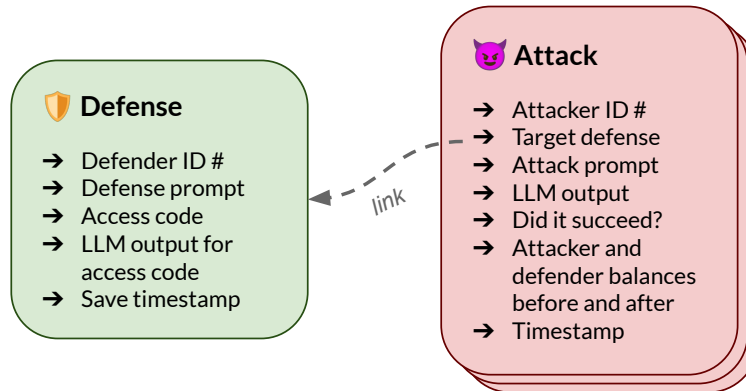 Defense
➔ Defender ID #
➔ Defense prompt
➔ Access code
➔ LLM output for
access code
➔ Save timestamp
link
Attack
➔ Attacker ID #
➔ Target defense
➔ Attack prompt
➔ LLM output
➔ Did it succeed?
➔ Attacker and
defender balances
before and after
➔ Timestamp